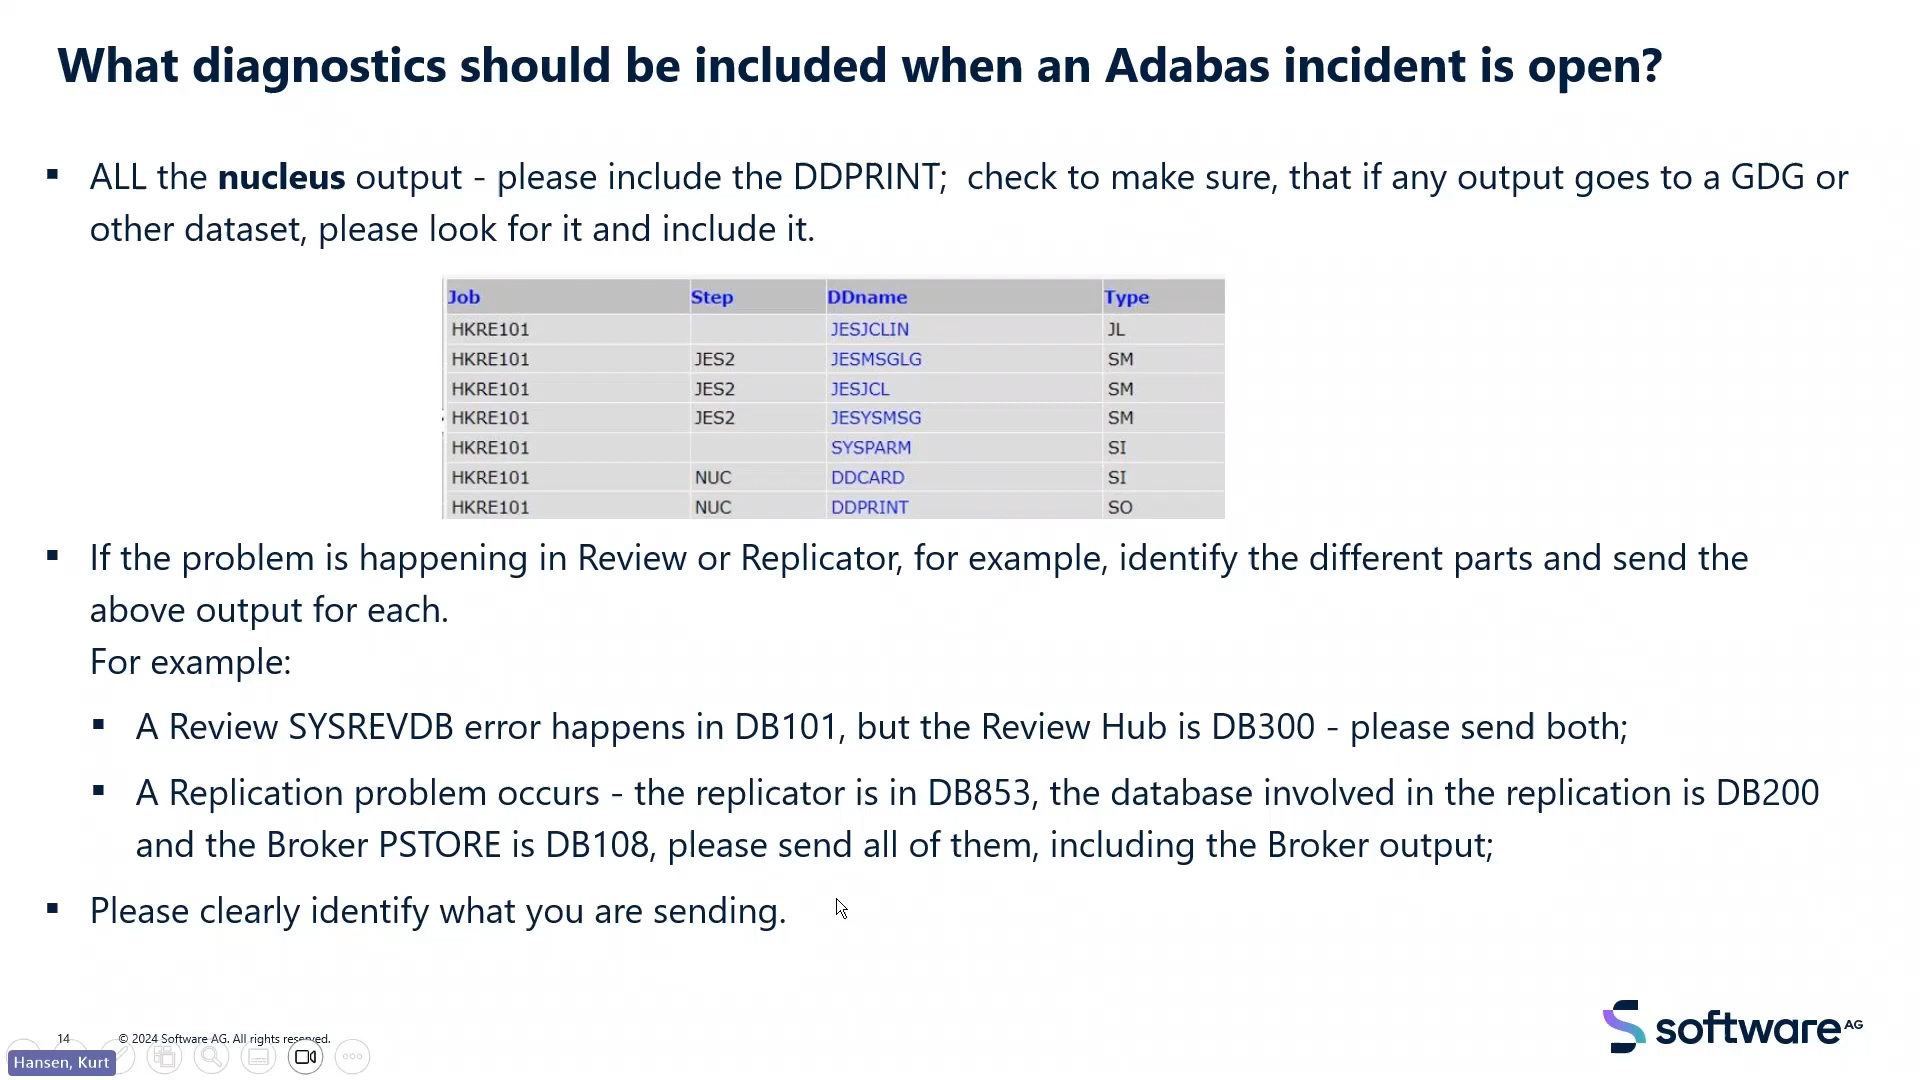 What diagnostics should be included when an Adabas incident is open?
▪ ALL the nucleus output - please include the DDPRINT;  check to make sure, that if any output goes to a GDG or
other dataset, please look for it and include it.
Job Step DDname Type
HKRE101 JESJCLIN JL
HKRE101 JES2 JESMSGLG SM
HKRE101 JES2 JESJCL SM
HKRE101 JES2 JESYSMSG SM
HKRE101 SYSPARM SI
HKRE101 NUC DDCARD SI
HKRE101 NUC DDPRINT SO
▪ If the problem is happening in Review or Replicator, for example, identify the different parts and send the
above output for each.
For example:
▪ A Review SYSREVDB error happens in DB101, but the Review Hub is DB300 - please send both;
▪ A Replication problem occurs - the replicator is in DB853, the database involved in the replication is DB200
and the Broker PSTORE is DB108, please send all of them, including the Broker output;
▪ Please clearly identify what you are sending.
14 © 2024 Software AG. All rights reserved.
Hansen, Kurt
software AG